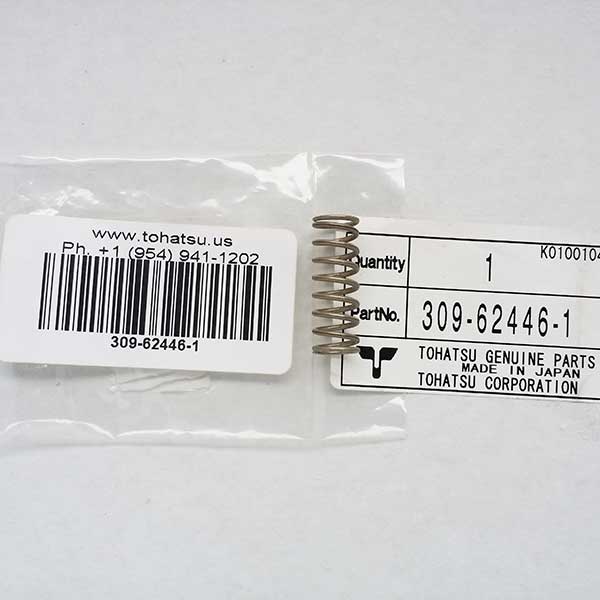 www.tohatsu.us
Ph. +1 (954) 941-1202
309-62446-1
Quantity 1 K0100104
PartNo. 309-62446-1
TOHATSU GENUINE PARTS
MADE IN JAPAN
TOHATSU CORPORATION